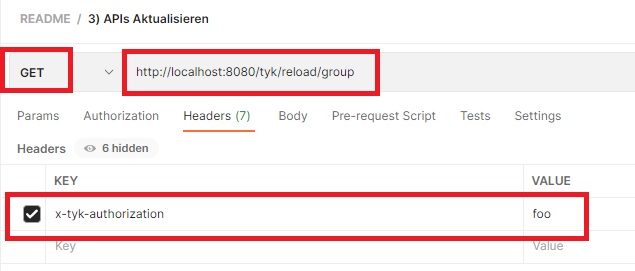 README / 3) APIs Aktualisieren
GET http://localhost:8080/tyk/reload/group
Params Authorization Headers (7) Body Pre-request Script Tests Settings
Headers 6 hidden
KEY VALUE
x-tyk-authorization foo
Key Value